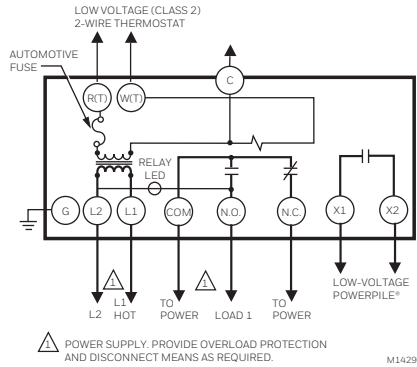 LOW VOLTAGE (CLASS 2)
2-WIRE THERMOSTAT
AUTOMOTIVE
FUSE
C
R(T)
W(T)
RELAY
LED
G
L2
L1
COM
N.O.
N.C.
X1
X2
1
1
L2
L1
HOT
TO
POWER
LOAD 1
TO
POWER
LOW-VOLTAGE
POWERPILE®
1 POWER SUPPLY. PROVIDE OVERLOAD PROTECTION
AND DISCONNECT MEANS AS REQUIRED.
M1429